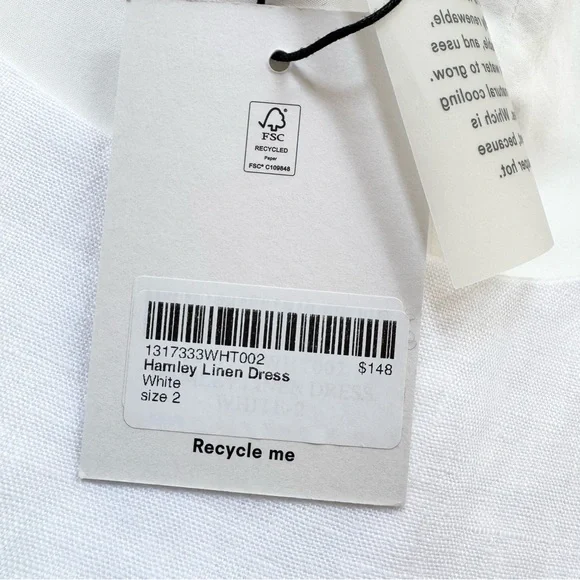 FSC
RECYCLED
Paper
FSC® C109848
1317333WHT002
Hamley Linen Dress
$148
White
size 2
Recycle me
renewable,
, and uses
water to grow.
natural cooling
. Which is
, because
hot.